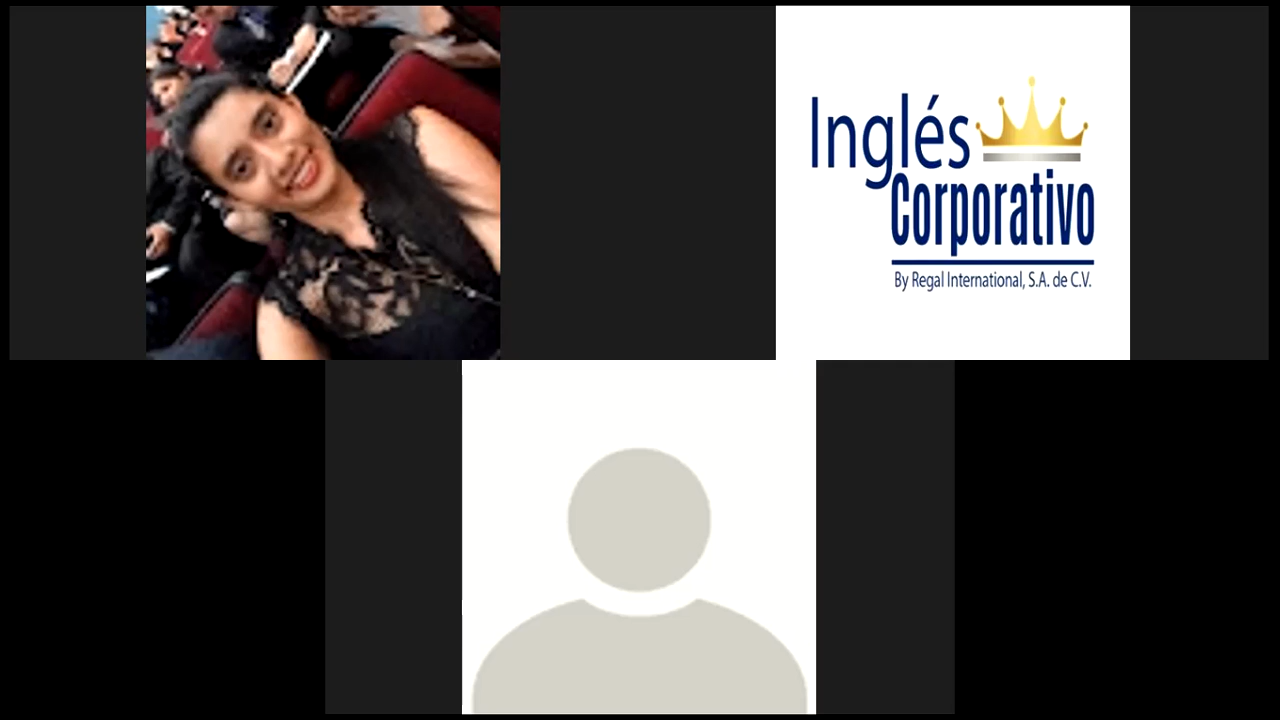 Inglés
Corporativo
By Regal International, S.A. de C.V.